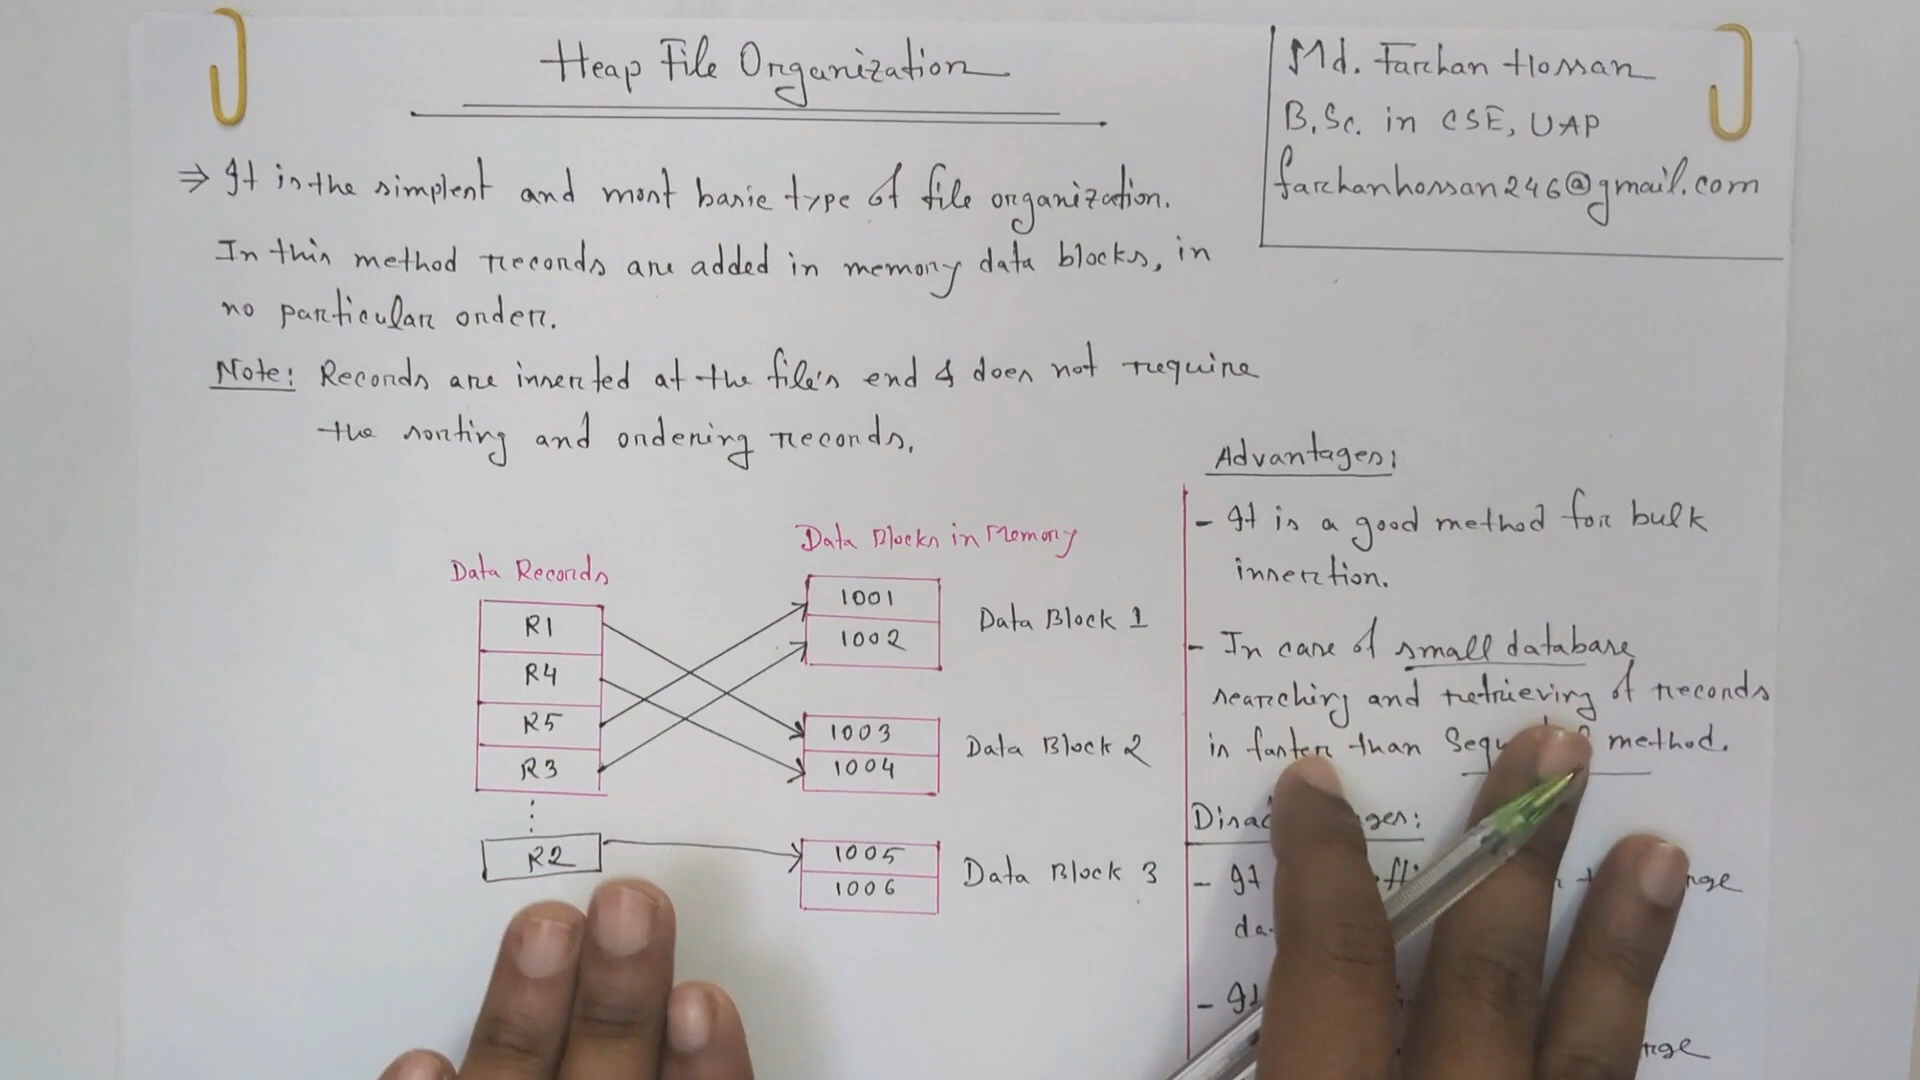 Heap File Organization
Md. Farhan Hossan
B.Sc. in CSE, UAP
farhanhossan246@gmail.com
⇒ It is the simplest and most basic type of file organization.
In this method records are added in memory data blocks, in
no particular order.
Note: Records are inserted at the file's end & does not require
the sorting and ordering records.
Data Records
R1
R4
R5
R3
R2
Data Blocks in Memory
1001
1002
Data Block 1
1003
1004
Data Block 2
1005
1006
Data Block 3
Advantages:
- It is a good method for bulk
insertion.
- In case of small database
searching and retrieving of records
is faster than method.
- It